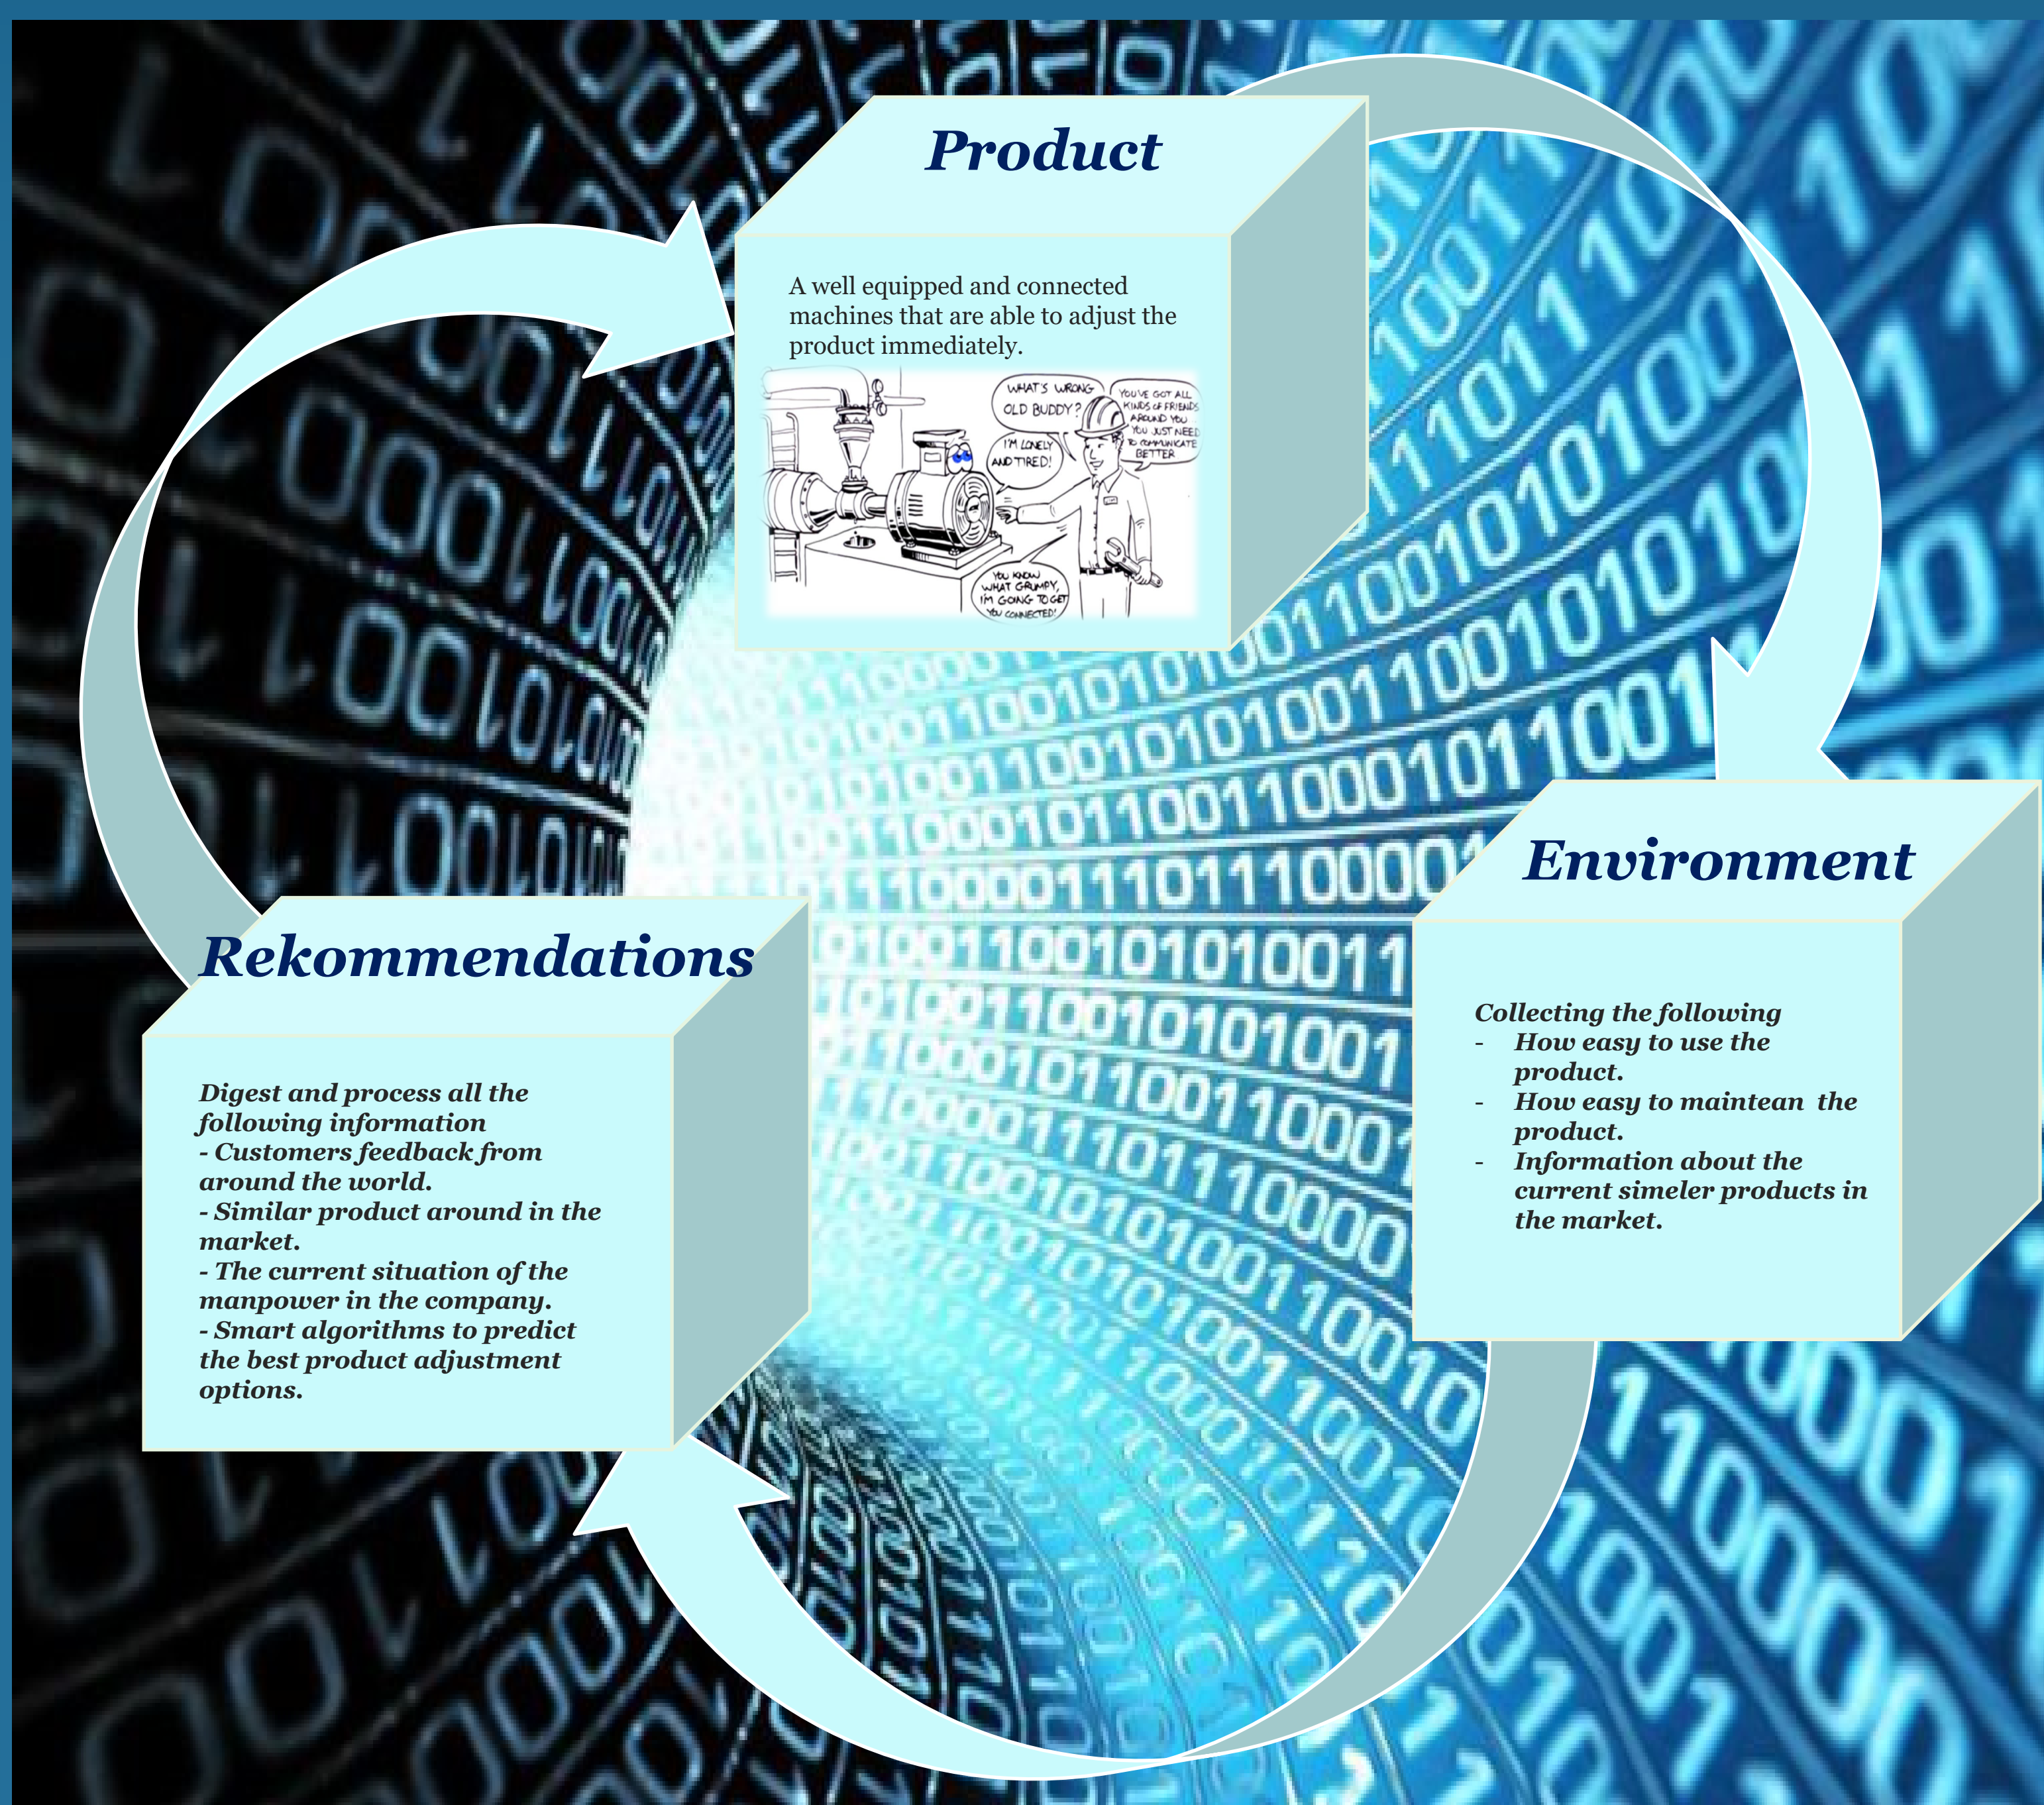 Product
A well equipped and connected
machines that are able to adjust the
product immediately.
WHAT'S WRONG
OLD BUDDY?
I'M LONELY
AND TIRED!
YOU'VE GOT ALL
KINDS OF FRIENDS
AROUND YOU
YOU JUST NEED
TO COMMUNICATE
BETTER
YOU KNOW
WHAT GRUMPY,
I'M GOING TO GET
YOU CONNECTED!
Environment
Collecting the following
- How easy to use the
product.
- How easy to maintean the
product.
- Information about the
current simeler products in
the market.
Rekommendations
Digest and process all the
following information
- Customers feedback from
around the world.
- Similar product around in the
market.
- The current situation of the
manpower in the company.
- Smart algorithms to predict
the best product adjustment
options.